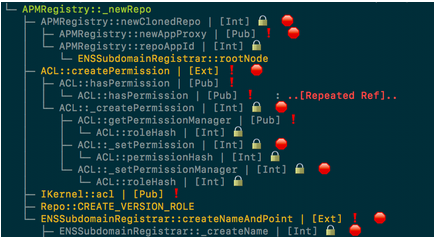 APMRegistry::_newRepo
APMRegistry::newClonedRepo | [Int]
APMRegistry::newAppProxy | [Pub]
APMRegistry::repoAppId | [Int]
ENSSubdomainRegistrar::rootNode
ACL::createPermission | [Ext]
ACL::hasPermission | [Pub]
ACL::hasPermission | [Pub] : ..[Repeated Ref]..
ACL::_createPermission | [Int]
ACL::getPermissionManager | [Pub]
ACL::roleHash | [Int]
ACL::_setPermission | [Int]
ACL::permissionHash | [Int]
ACL::_setPermissionManager | [Int]
ACL::roleHash | [Int]
IKernel::acl | [Pub]
Repo::CREATE_VERSION_ROLE
ENSSubdomainRegistrar::createNameAndPoint | [Ext]
ENSSubdomainRegistrar::_createName | [Int]